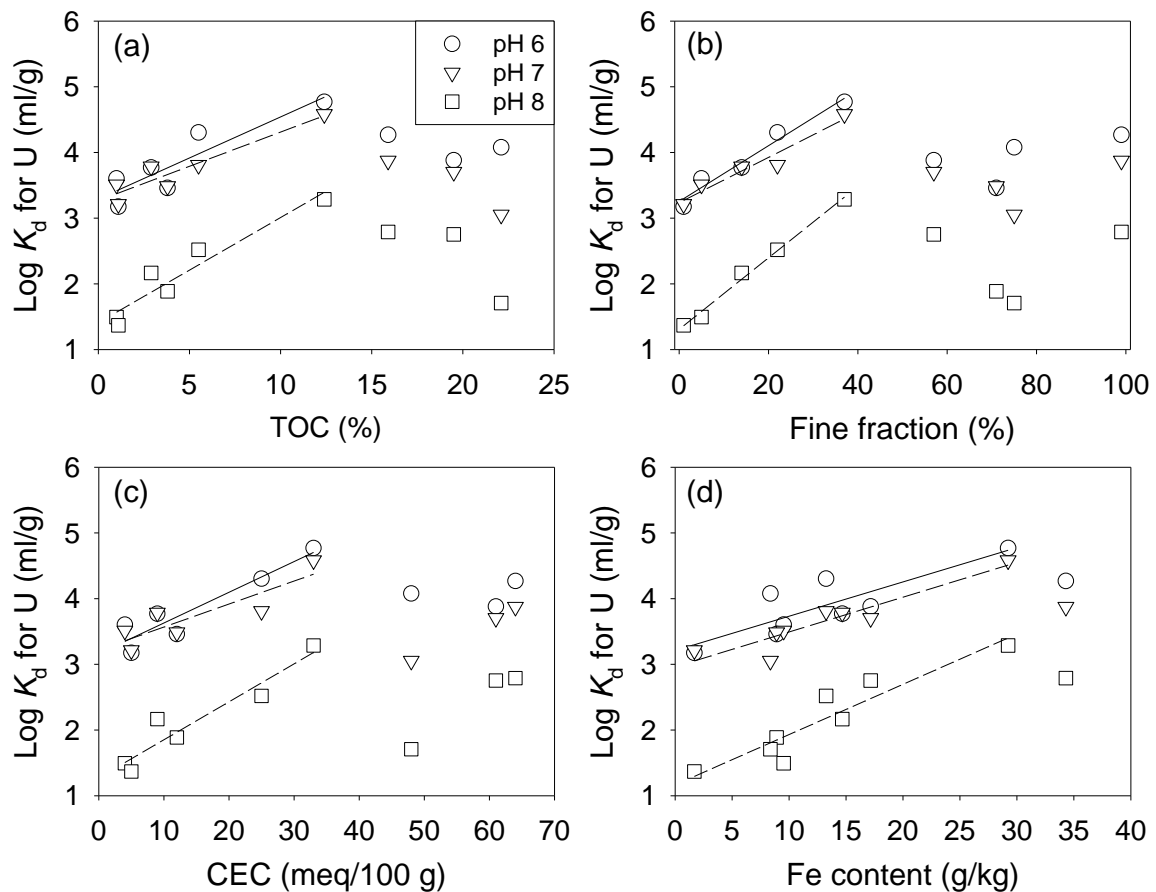 (a)
pH 6
pH 7
pH 8
Log Kd for U (ml/g)
6
5
4
3
2
1
0 5 10 15 20 25
TOC (%)
(b)
Log Kd for U (ml/g)
6
5
4
3
2
1
0 20 40 60 80 100
Fine fraction (%)
(c)
Log Kd for U (ml/g)
6
5
4
3
2
1
0 10 20 30 40 50 60 70
CEC (meq/100 g)
(d)
Log Kd for U (ml/g)
6
5
4
3
2
1
0 5 10 15 20 25 30 35 40
Fe content (g/kg)